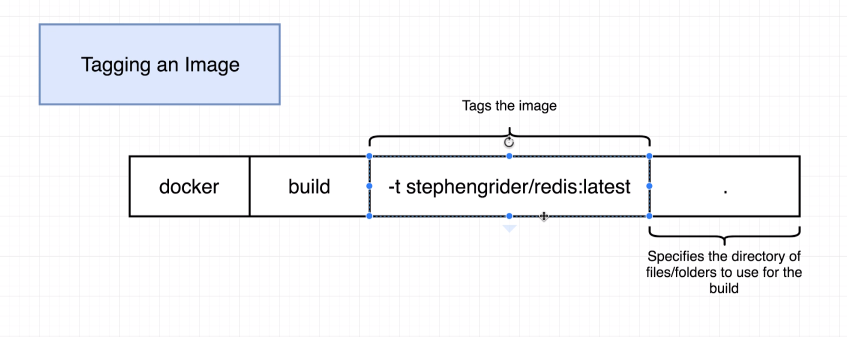 Tagging an Image
Tags the image
docker
build
-t stephengrider/redis:latest
.
Specifies the directory of
files/folders to use for the
build